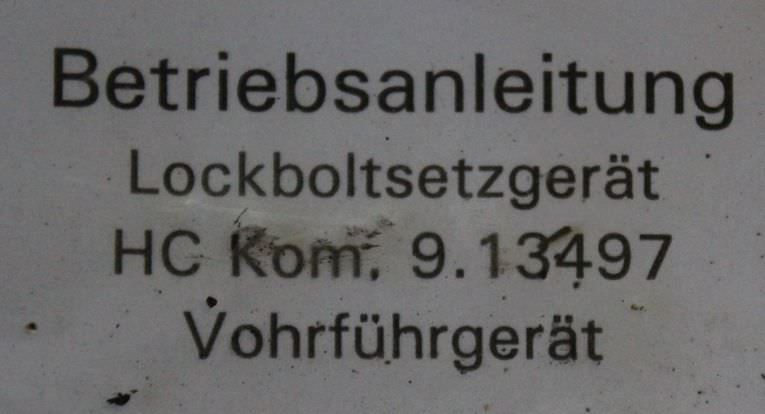 Betriebsanleitung
Lockboltsetzgerät
HC Kom. 9.13497
Vohrführgerät